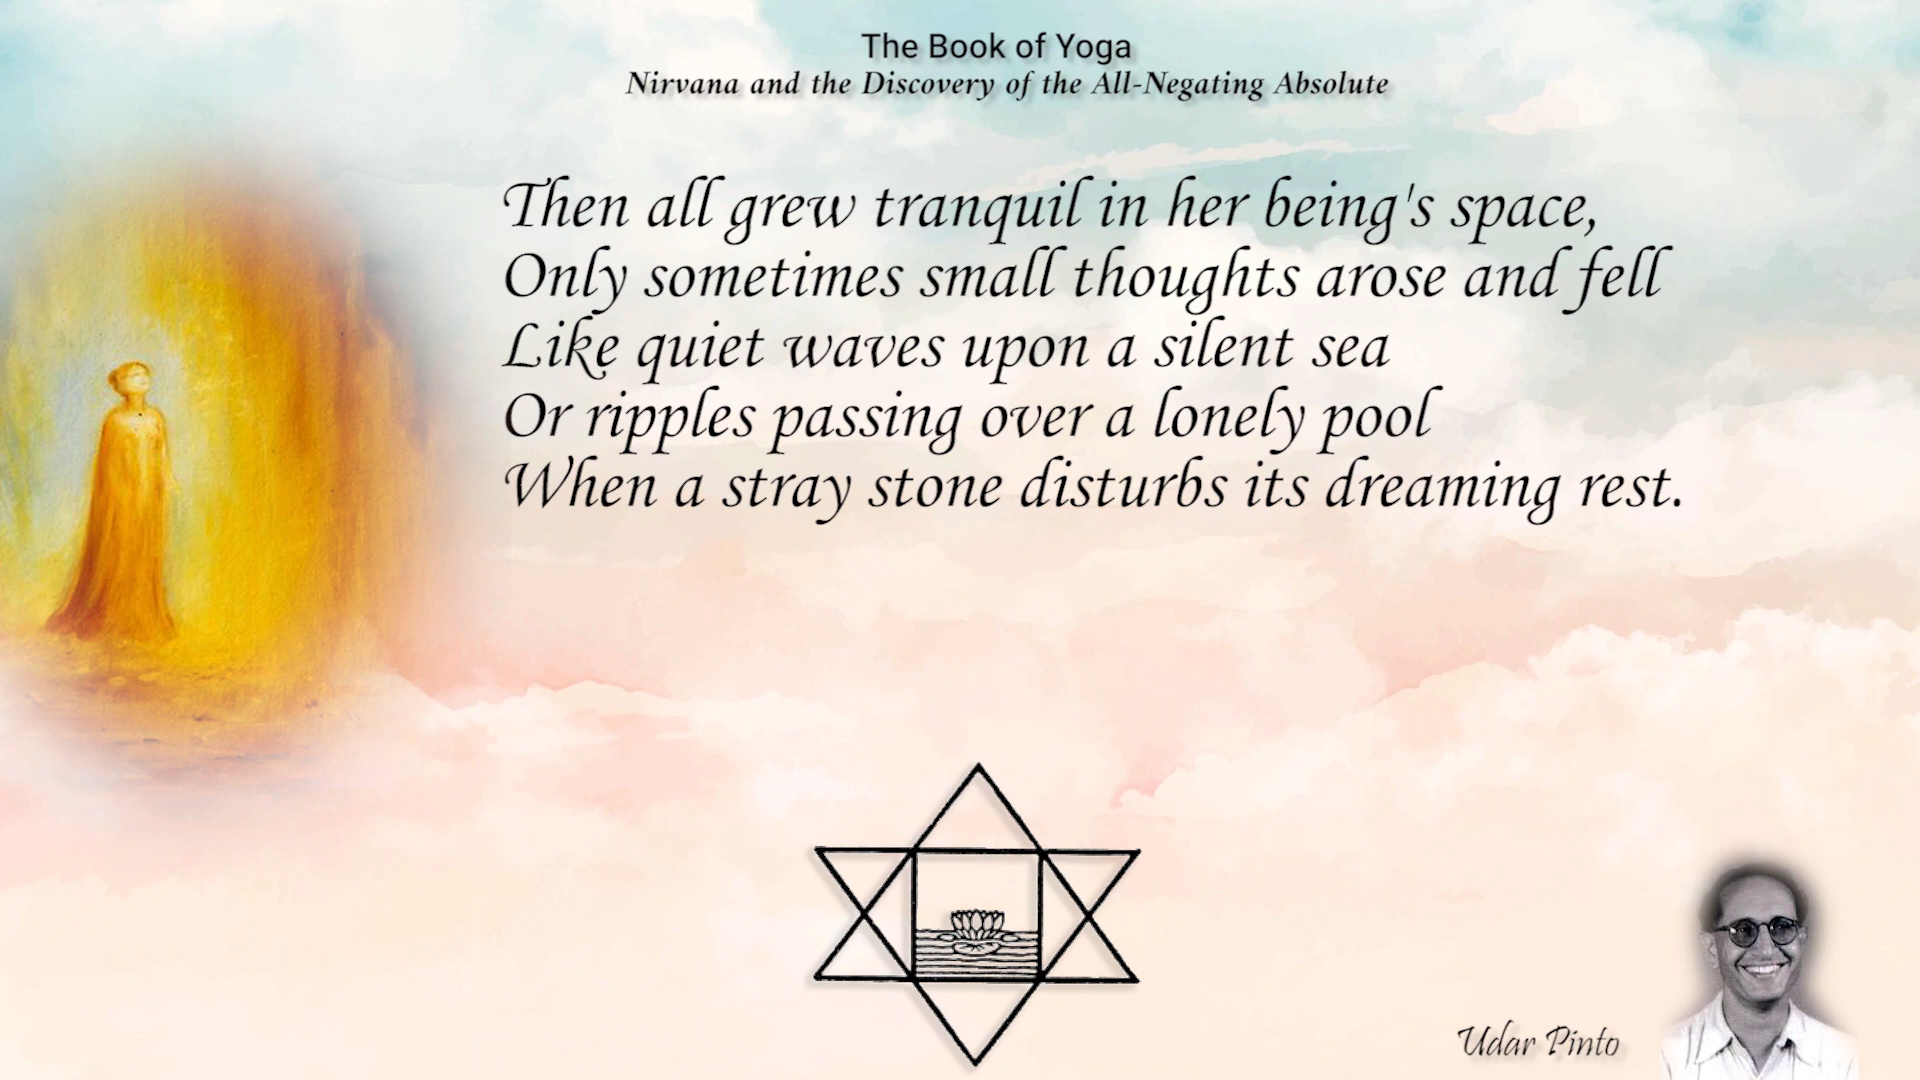 The Book of Yoga
Nirvana and the Discovery of the All-Negating Absolute
Then all grew tranquil in her being's space,
Only sometimes small thoughts arose and fell
Like quiet waves upon a silent sea
Or ripples passing over a lonely pool
When a stray stone disturbs its dreaming rest.
Udar Pinto